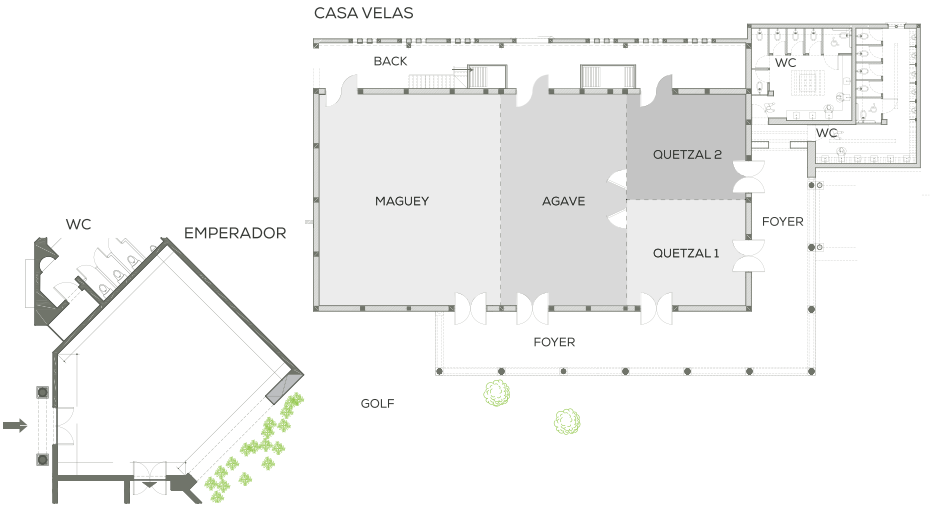 CASA VELAS
BACK
WC
WC
QUETZAL 2
MAGUEY
AGAVE
FOYER
WC
EMPERADOR
QUETZAL 1
FOYER
GOLF